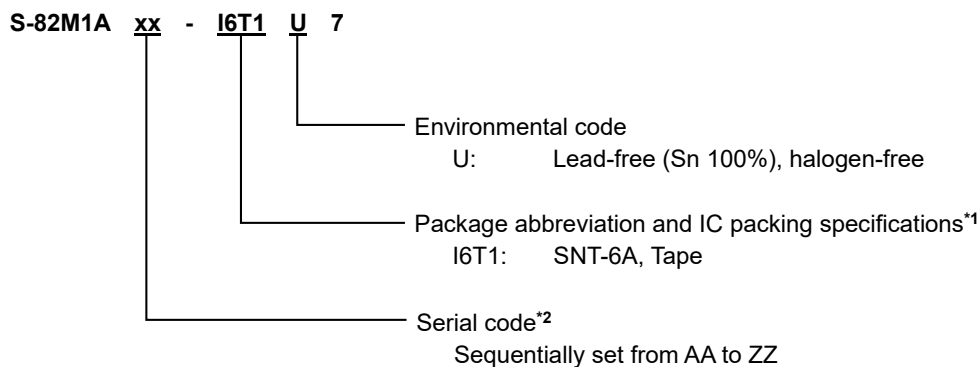 S-82M1A xx - I6T1 U 7
Environmental code
U: Lead-free (Sn 100%), halogen-free
Package abbreviation and IC packing specifications*1
I6T1: SNT-6A, Tape
Serial code*2
Sequentially set from AA to ZZ